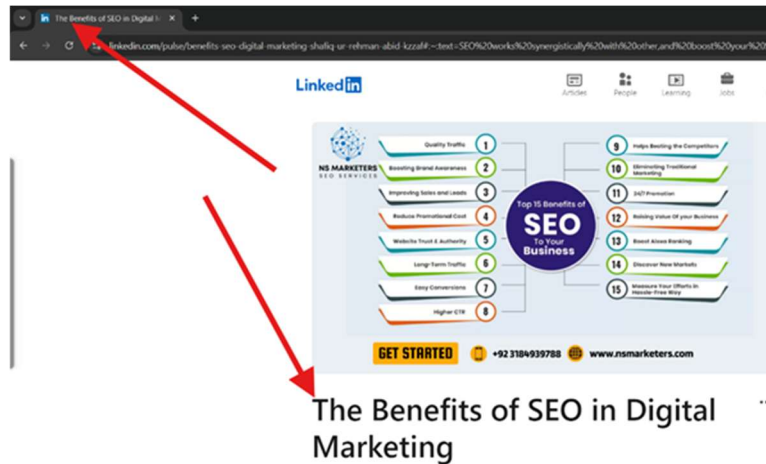 The Benefits of SEO in Digital M
linkedin.com/pulse/benefits-seo-digital-marketing-shafiq-ur-rehman-abid-kzzaf#:~:text=SEO%20works%20synergistically%20with%20other,and%20boost%20your%20
Linked in
Articles
People
Learning
Jobs
NS MARKETERS
SEO SERVICES
Quality Traffic 1
Boosting Brand Awareness 2
Improving Sales and Leads 3
Reduce Promotional Cost 4
Website Trust & Authority 5
Long-Term Traffic 6
Easy Conversions 7
Higher CTR 8
Top 15 Benefits of
SEO
To Your
Business
9 Helps Beating the Competitors
10 Eliminating Traditional
Marketing
11 24/7 Promotion
12 Raising Value Of your Business
13 Boost Alexa Ranking
14 Discover New Markets
15 Measure Your Efforts in
Hassle-Free Way
GET STARTED
+92 3184939788
www.nsmarketers.com
The Benefits of SEO in Digital
Marketing